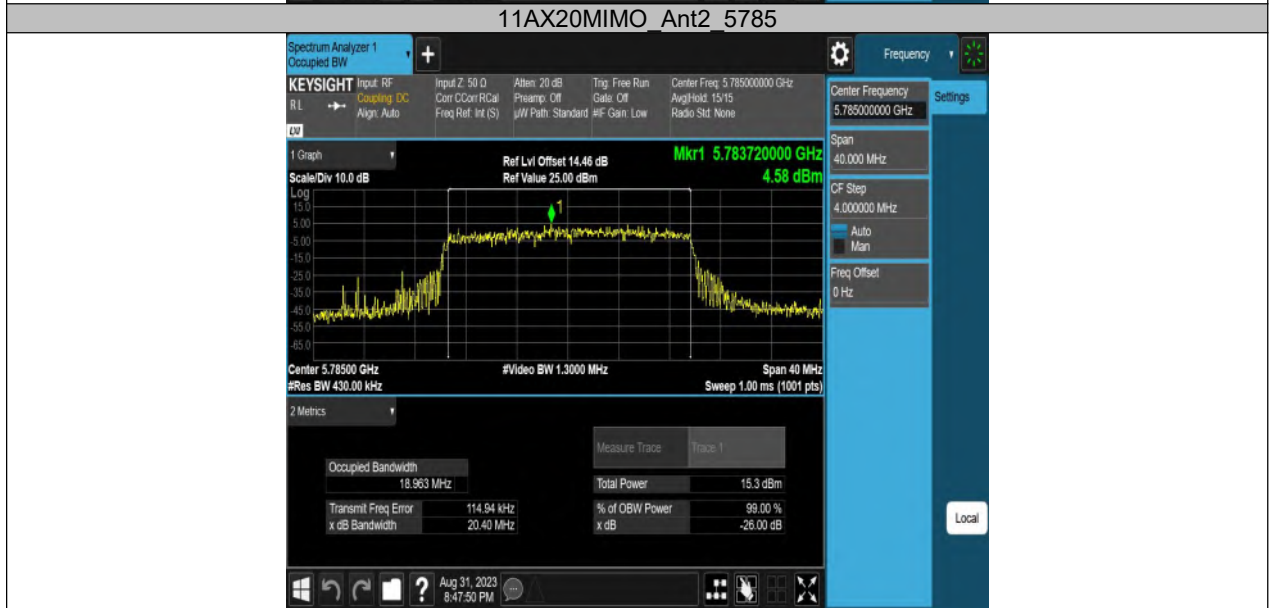 11AX20MIMO_Ant2_5785
Spectrum Analyzer 1
Occupied BW
+
Frequency
KEYSIGHT
RL
LXI
Input: RF
Coupling: DC
Align: Auto
Input Z: 50 Ω
Corr CCorr RCal
Freq Ref: Int (S)
Atten: 20 dB
Preamp: Off
µW Path: Standard
Trig: Free Run
Gate: Off
#IF Gain: Low
Center Freq: 5.785000000 GHz
Avg|Hold: 15/15
Radio Std: None
Center Frequency
5.785000000 GHz
Settings
Span
40.000 MHz
CF Step
4.000000 MHz
Auto
Man
Freq Offset
0 Hz
1 Graph
Scale/Div 10.0 dB
Ref Lvl Offset 14.46 dB
Ref Value 25.00 dBm
Mkr1 5.783720000 GHz
4.58 dBm
Log
15.0
5.00
-5.00
-15.0
-25.0
-35.0
-45.0
-55.0
-65.0
1
Center 5.78500 GHz
#Res BW 430.00 kHz
#Video BW 1.3000 MHz
Span 40 MHz
Sweep 1.00 ms (1001 pts)
2 Metrics
Measure Trace Trace 1
Occupied Bandwidth
18.963 MHz
Total Power 15.3 dBm
Transmit Freq Error 114.94 kHz
% of OBW Power 99.00 %
x dB Bandwidth 20.40 MHz
x dB -26.00 dB
Local
?
Aug 31, 2023
8:47:50 PM